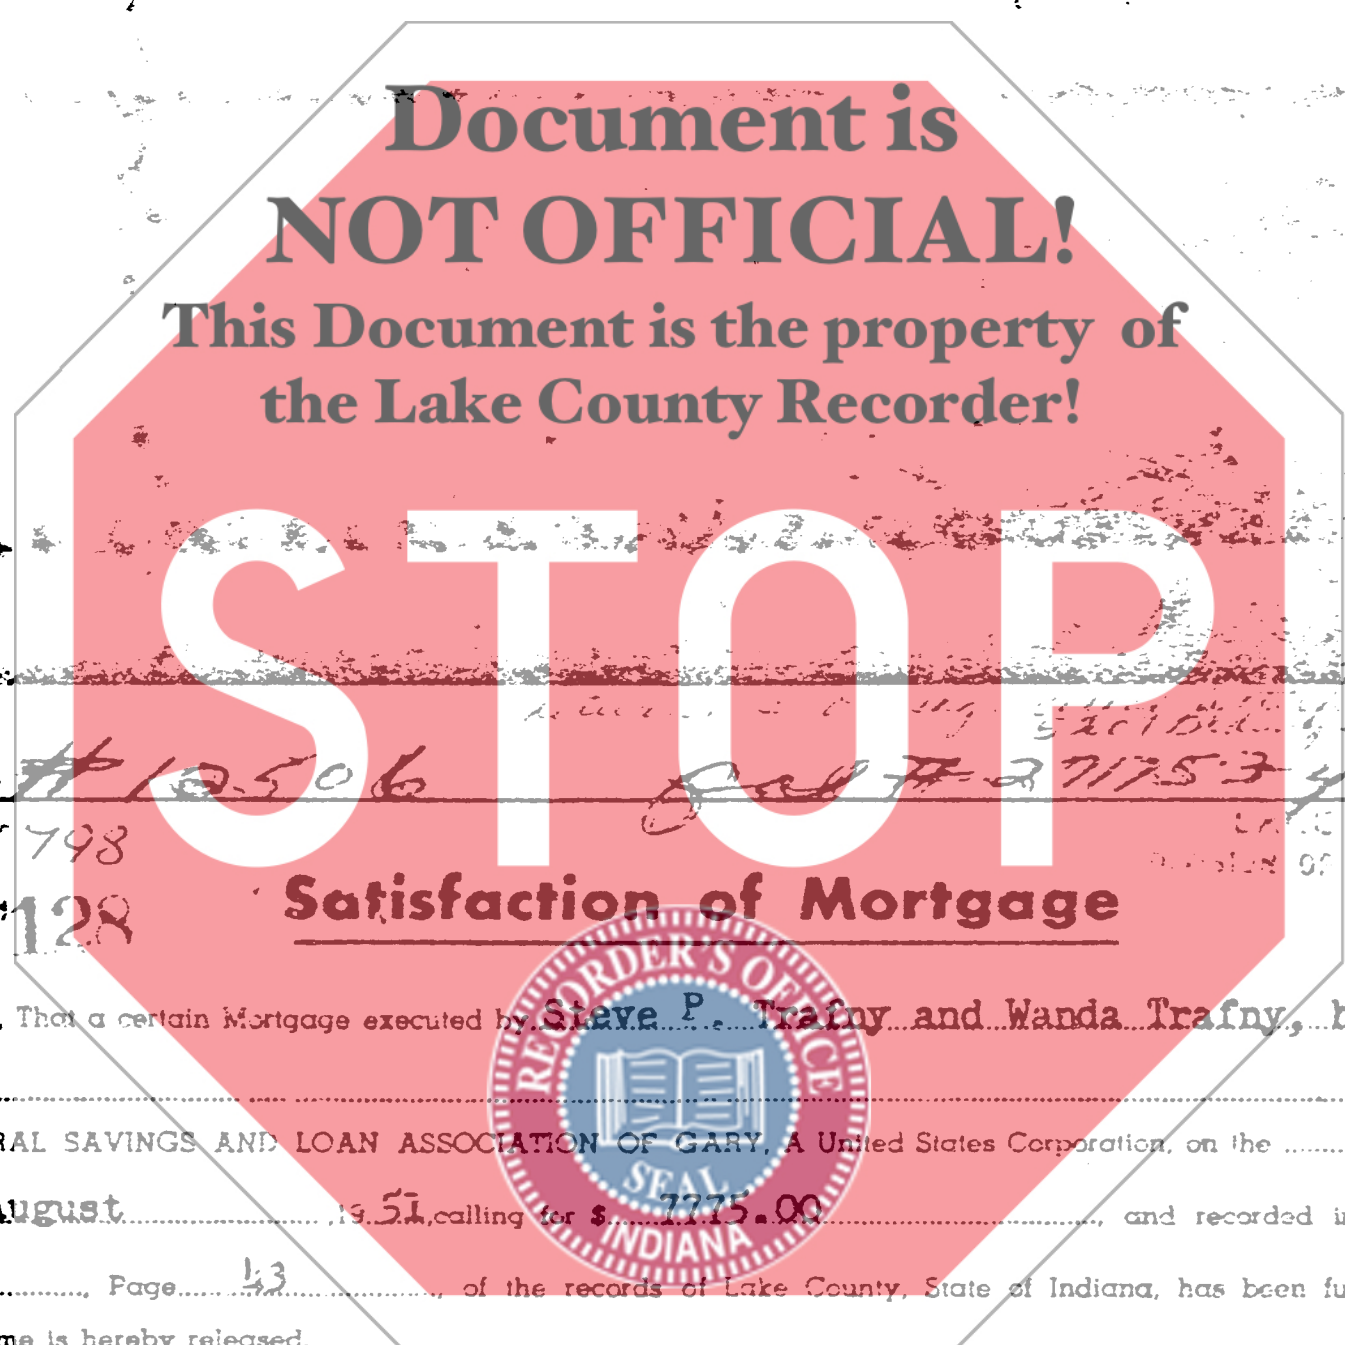 Document is
NOT OFFICIAL!
This Document is the property of
the Lake County Recorder!
STOP
# 12506
# 271753
798
128
Satisfaction of Mortgage
That a certain Mortgage executed by Steve P. Trafny and Wanda Trafny, h
RAL SAVINGS AND LOAN ASSOCIATION OF GARY, A United States Corporation, on the
ugust 19 51, calling for $ 7775.00, and recorded in
Page 43, of the records of Lake County, State of Indiana, has been fu
me is hereby released.
RECORDER'S OFFICE
SEAL
INDIANA